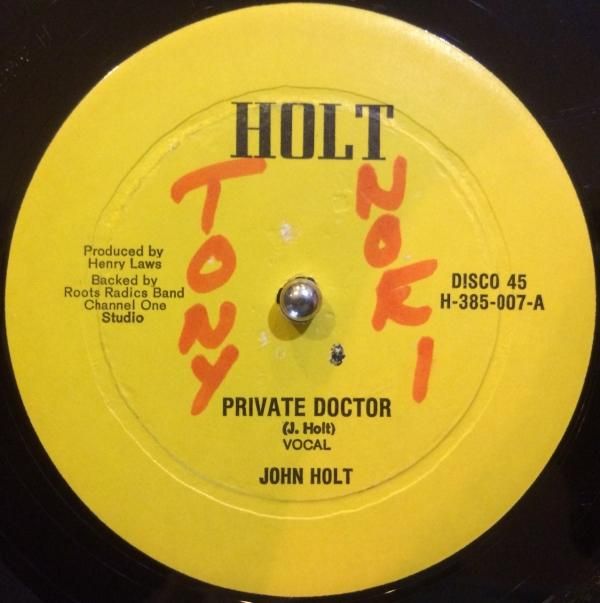 HOLT
TONY
NOKI
Produced by
Henry Laws
Backed by
Roots Radics Band
Channel One
Studio
DISCO 45
H-385-007-A
PRIVATE DOCTOR
(J. Holt)
VOCAL
JOHN HOLT